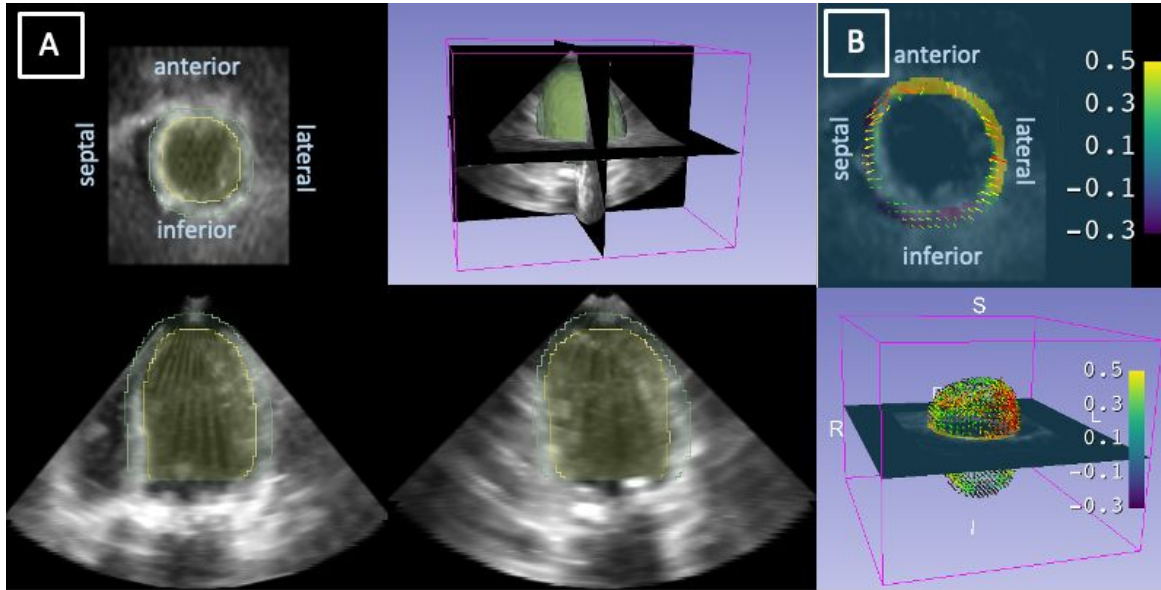 A
anterior
septal
lateral
inferior
B
anterior
septal
lateral
inferior
0.5
0.3
0.1
-0.1
-0.3
S
R
L
I
0.5
0.3
0.1
-0.1
-0.3